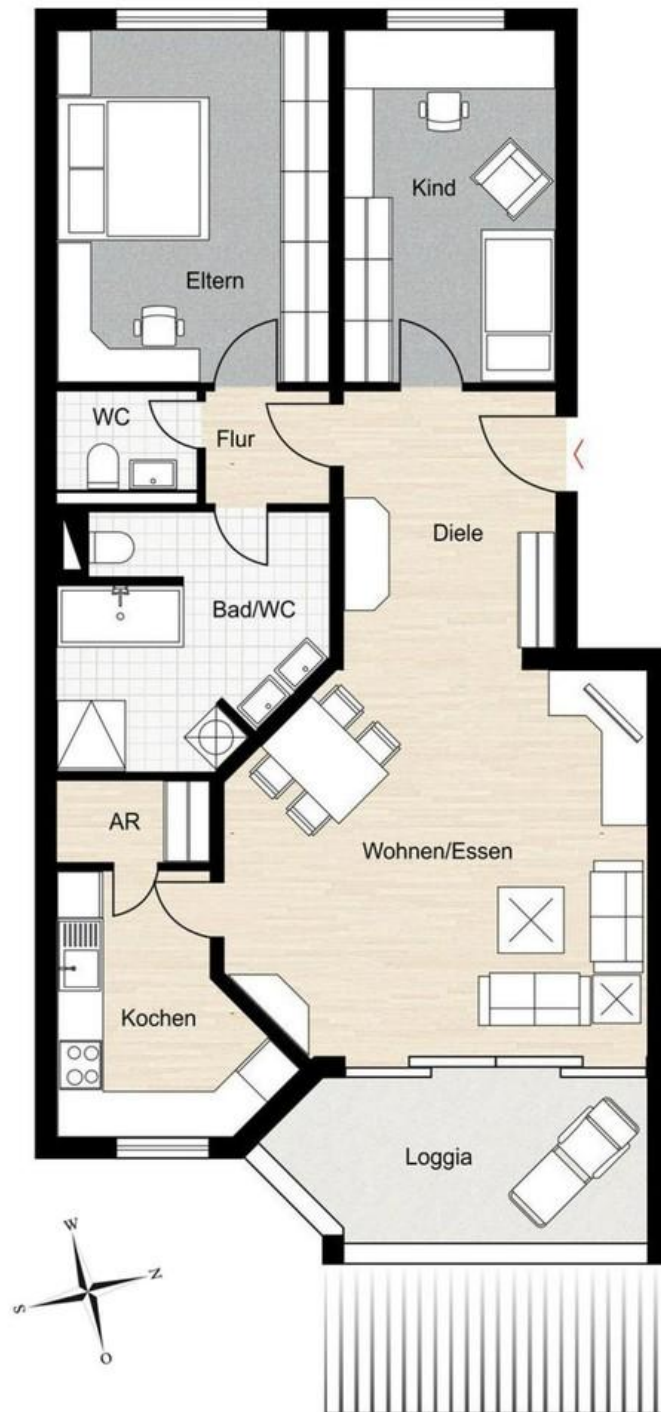 Kind
Eltern
WC
Flur
Diele
Bad/WC
AR
Wohnen/Essen
Kochen
Loggia
W
N
S
O